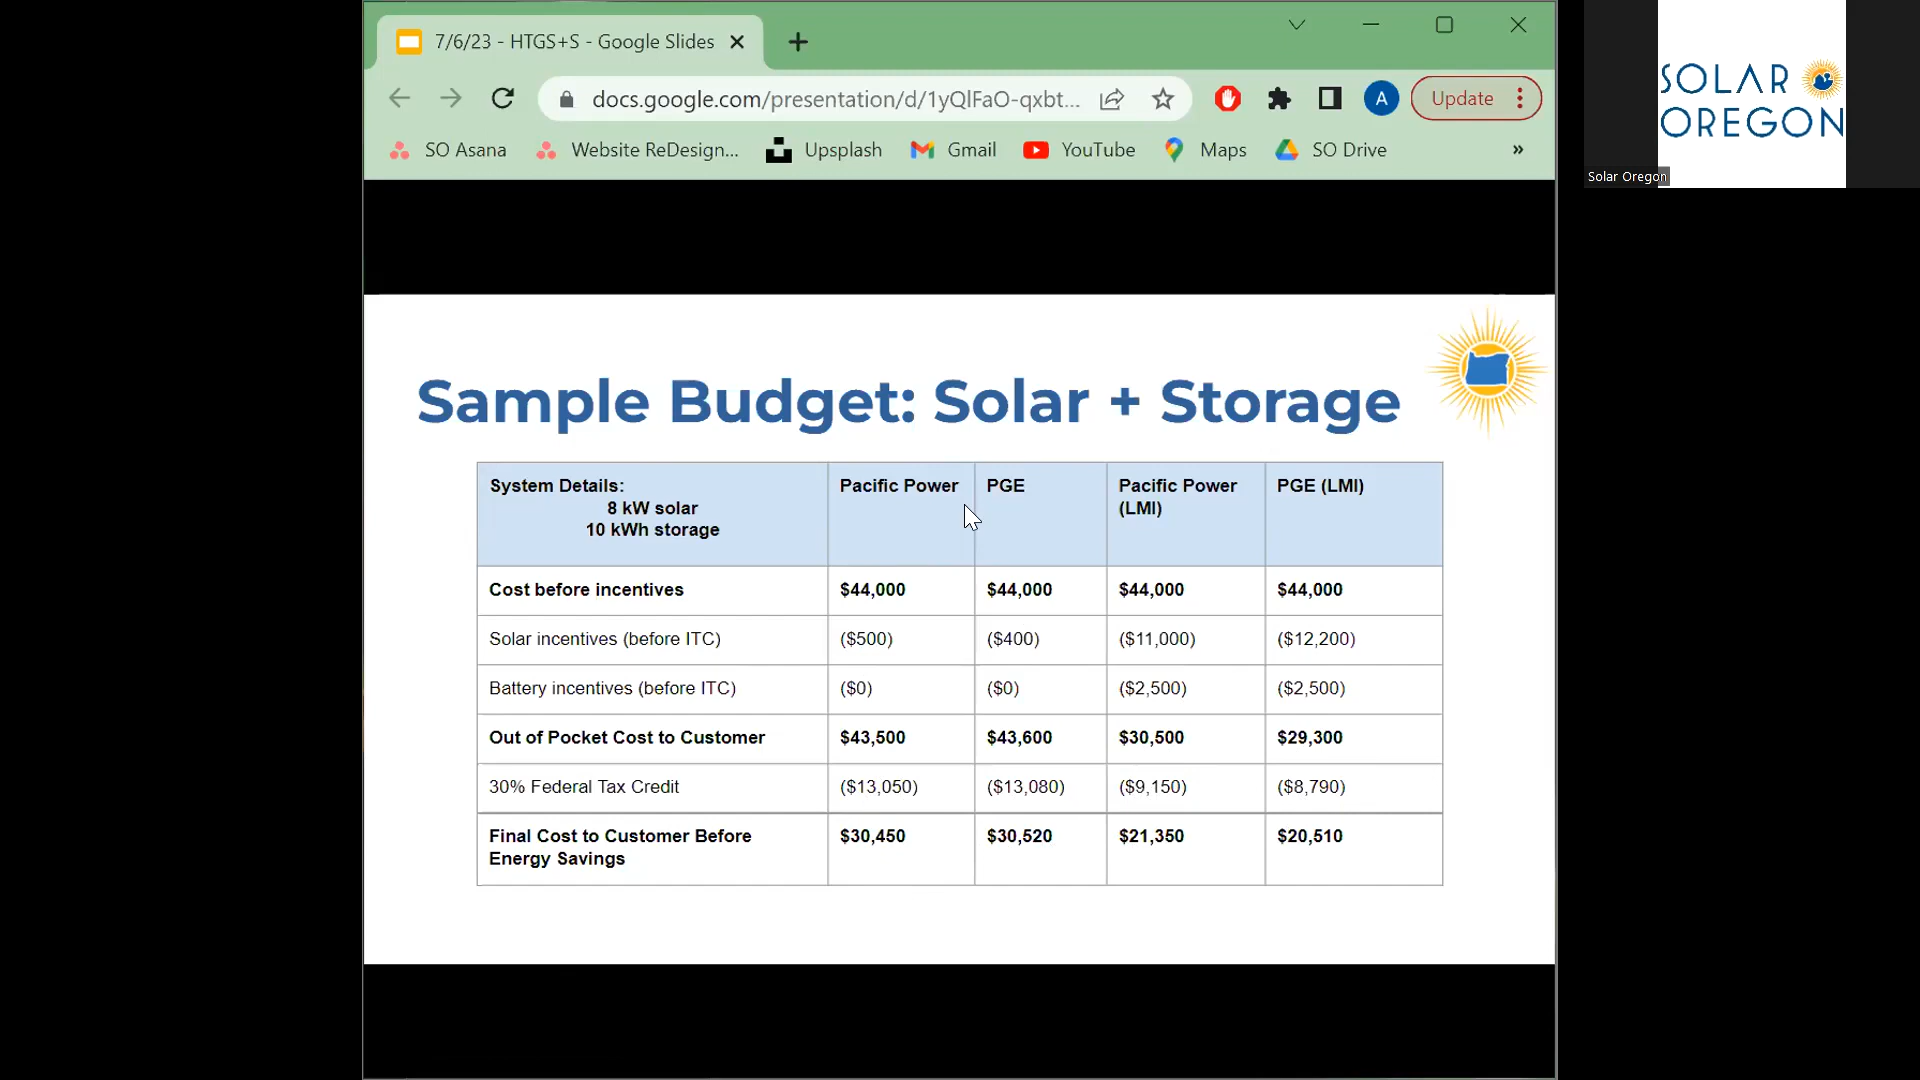 7/6/23 - HTGS+S - Google Slides
docs.google.com/presentation/d/1yQlFaO-qxbt...
A
Update
SO Asana
Website ReDesign...
Upsplash
Gmail
YouTube
Maps
SO Drive
»
SOLAR
OREGON
Solar Oregon
Sample Budget: Solar + Storage
System Details:
8 kW solar
10 kWh storage
Pacific Power
PGE
Pacific Power
(LMI)
PGE (LMI)
Cost before incentives
$44,000
$44,000
$44,000
$44,000
Solar incentives (before ITC)
($500)
($400)
($11,000)
($12,200)
Battery incentives (before ITC)
($0)
($0)
($2,500)
($2,500)
Out of Pocket Cost to Customer
$43,500
$43,600
$30,500
$29,300
30% Federal Tax Credit
($13,050)
($13,080)
($9,150)
($8,790)
Final Cost to Customer Before
Energy Savings
$30,450
$30,520
$21,350
$20,510